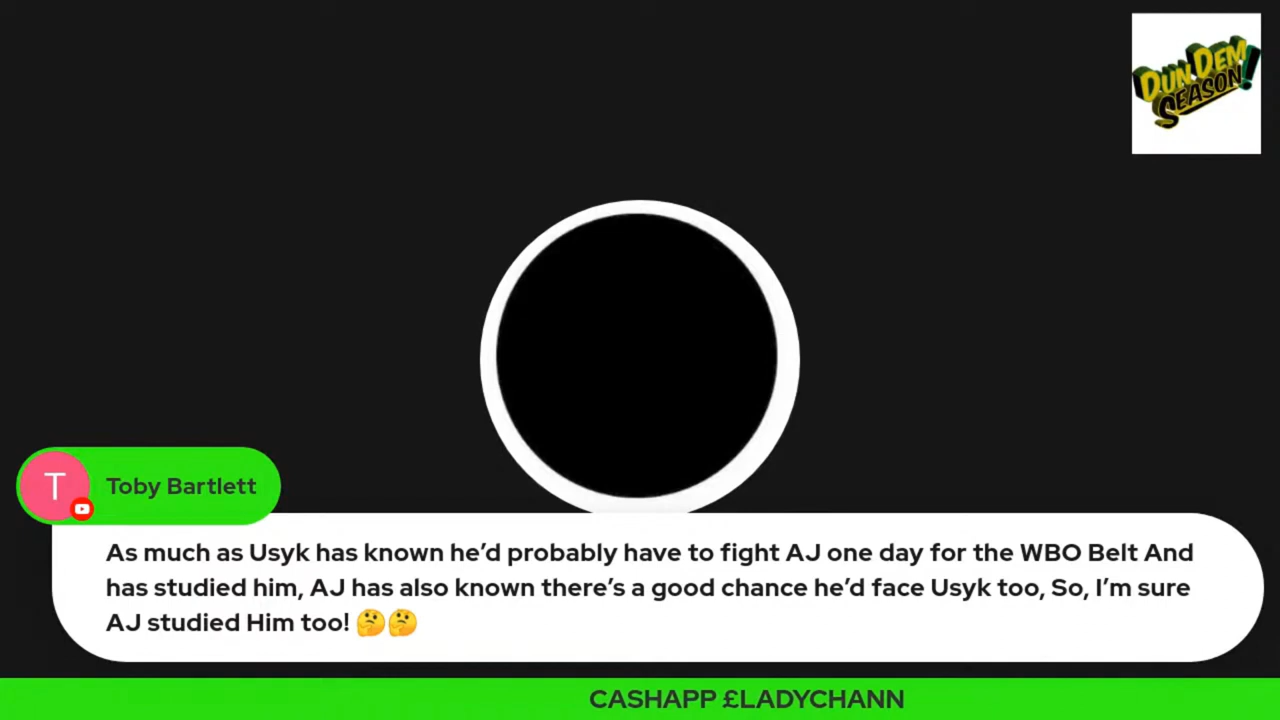 DUN DEM
SEASON!
T
Toby Bartlett
As much as Usyk has known he’d probably have to fight AJ one day for the WBO Belt And
has studied him, AJ has also known there’s a good chance he’d face Usyk too, So, I’m sure
AJ studied Him too! 🤔🤔
CASHAPP £LADYCHANN